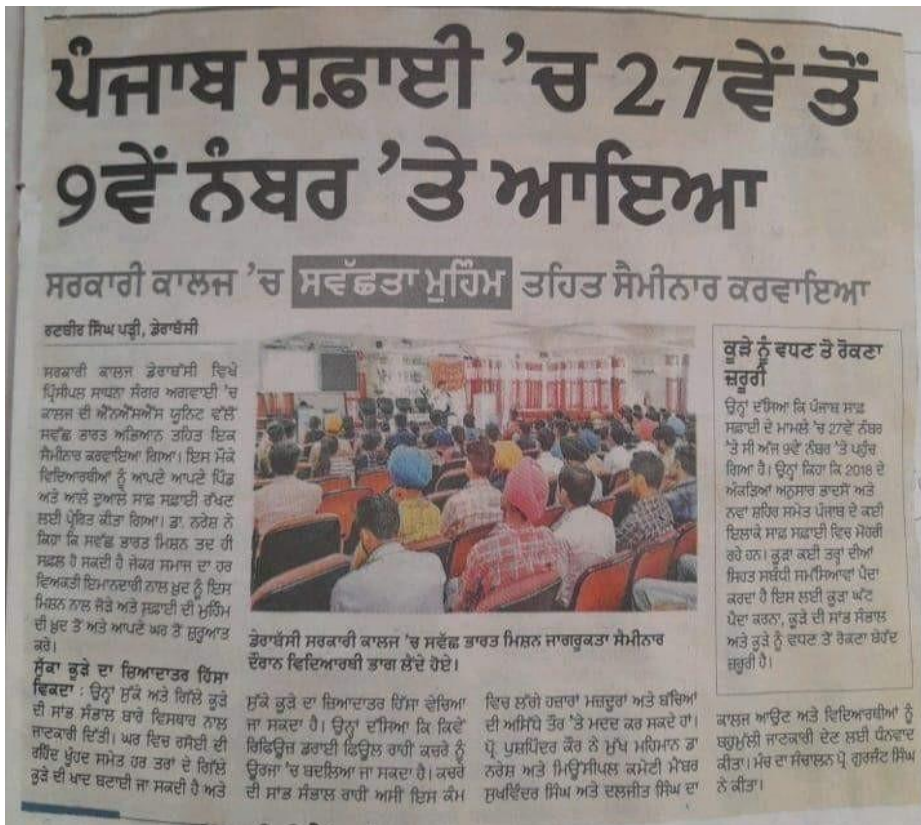 ਪੰਜਾਬ ਸਫ਼ਾਈ ’ਚ 27ਵੇਂ ਤੋਂ
9ਵੇਂ ਨੰਬਰ ’ਤੇ ਆਇਆ
ਸਰਕਾਰੀ ਕਾਲਜ ’ਚ ਸਵੱਛਤਾ ਮੁਹਿੰਮ ਤਹਿਤ ਸੈਮੀਨਾਰ ਕਰਵਾਇਆ
ਰਣਬੀਰ ਸਿੰਘ ਪੜ੍ਹੀ, ਡੇਰਾਬੱਸੀ
ਸਰਕਾਰੀ ਕਾਲਜ ਡੇਰਾਬੱਸੀ ਵਿਖੇ
ਪ੍ਰਿੰਸੀਪਲ ਸਾਧਨਾ ਸੰਗਰ ਅਗਵਾਈ ’ਚ
ਕਾਲਜ ਦੀ ਐੱਨਐੱਸਐੱਸ ਯੂਨਿਟ ਵੱਲੋਂ
ਸਵੱਛ ਭਾਰਤ ਅਭਿਆਨ ਤਹਿਤ ਇਕ
ਸੈਮੀਨਾਰ ਕਰਵਾਇਆ ਗਿਆ। ਇਸ ਮੌਕੇ
ਵਿਦਿਆਰਥੀਆਂ ਨੂੰ ਆਪਣੇ ਆਪਣੇ ਪਿੰਡ
ਅਤੇ ਆਲੇ ਦੁਆਲੇ ਸਾਫ਼ ਸਫ਼ਾਈ ਰੱਖਣ
ਲਈ ਪ੍ਰੇਰਿਤ ਕੀਤਾ ਗਿਆ। ਡਾ. ਨਰੇਸ਼ ਨੇ
ਕਿਹਾ ਕਿ ਸਵੱਛ ਭਾਰਤ ਮਿਸ਼ਨ ਤਦ ਹੀ
ਸਫ਼ਲ ਹੋ ਸਕਦੀ ਹੈ ਜੇਕਰ ਸਮਾਜ ਦਾ ਹਰ
ਵਿਅਕਤੀ ਇਮਾਨਦਾਰੀ ਨਾਲ ਖ਼ੁਦ ਨੂੰ ਇਸ
ਮਿਸ਼ਨ ਨਾਲ ਜੋੜੇ ਅਤੇ ਸਫ਼ਾਈ ਦੀ ਮੁਹਿੰਮ
ਦੀ ਖ਼ੁਦ ਤੋਂ ਅਤੇ ਆਪਣੇ ਘਰ ਤੋਂ ਸ਼ੁਰੂਆਤ
ਕਰੇ।
ਸੁੱਕਾ ਕੂੜੇ ਦਾ ਜ਼ਿਆਦਾਤਰ ਹਿੱਸਾ
ਵਿਕਦਾ : ਉਨ੍ਹਾਂ ਸੁੱਕੇ ਅਤੇ ਗਿੱਲੇ ਕੂੜੇ
ਦੀ ਸਾਂਭ ਸੰਭਾਲ ਬਾਰੇ ਵਿਸਥਾਰ ਨਾਲ
ਜਾਣਕਾਰੀ ਦਿੱਤੀ। ਘਰ ਵਿਚ ਰਸੋਈ ਦੀ
ਰਹਿੰਦ ਖੂੰਹਦ ਸਮੇਤ ਹਰ ਤਰਾਂ ਦੇ ਗਿੱਲੇ
ਕੂੜੇ ਦੀ ਖਾਦ ਬਣਾਈ ਜਾ ਸਕਦੀ ਹੈ ਅਤੇ
ਡੇਰਾਬੱਸੀ ਸਰਕਾਰੀ ਕਾਲਜ ’ਚ ਸਵੱਛ ਭਾਰਤ ਮਿਸ਼ਨ ਜਾਗਰੂਕਤਾ ਸੈਮੀਨਾਰ
ਦੌਰਾਨ ਵਿਦਿਆਰਥੀ ਭਾਗ ਲੈਂਦੇ ਹੋਏ।
ਸੁੱਕੇ ਕੂੜੇ ਦਾ ਜ਼ਿਆਦਾਤਰ ਹਿੱਸਾ ਵੇਚਿਆ
ਜਾ ਸਕਦਾ ਹੈ। ਉਨ੍ਹਾਂ ਦੱਸਿਆ ਕਿ ਕਿਵੇਂ
ਰਿਫਿਊਜ਼ ਡਰਾਈ ਫਿਊਲ ਰਾਹੀਂ ਕਚਰੇ ਨੂੰ
ਊਰਜਾ ’ਚ ਬਦਲਿਆ ਜਾ ਸਕਦਾ ਹੈ। ਕਚਰੇ
ਦੀ ਸਾਂਭ ਸੰਭਾਲ ਰਾਹੀਂ ਅਸੀਂ ਇਸ ਕੰਮ
ਵਿਚ ਲੱਗੇ ਹਜ਼ਾਰਾਂ ਮਜ਼ਦੂਰਾਂ ਅਤੇ ਬੱਚਿਆਂ
ਦੀ ਅਸਿੱਧੇ ਤੌਰ ’ਤੇ ਮਦਦ ਕਰ ਸਕਦੇ ਹਾਂ।
ਪ੍ਰੋ ਪੁਸ਼ਪਿੰਦਰ ਕੌਰ ਨੇ ਮੁੱਖ ਮਹਿਮਾਨ ਡਾ
ਨਰੇਸ਼ ਅਤੇ ਮਿਊਂਸੀਪਲ ਕਮੇਟੀ ਮੈਂਬਰ
ਸੁਖਵਿੰਦਰ ਸਿੰਘ ਅਤੇ ਦਲਜੀਤ ਸਿੰਘ ਦਾ
ਕੂੜੇ ਨੂੰ ਵਧਣ ਤੋਂ ਰੋਕਣਾ
ਜ਼ਰੂਰੀ
ਉਨ੍ਹਾਂ ਦੱਸਿਆ ਕਿ ਪੰਜਾਬ ਸਾਫ਼
ਸਫ਼ਾਈ ਦੇ ਮਾਮਲੇ ’ਚ 27ਵੇਂ ਨੰਬਰ
’ਤੇ ਸੀ ਅੱਜ 9ਵੇਂ ਨੰਬਰ ’ਤੇ ਪਹੁੰਚ
ਗਿਆ ਹੈ। ਉਨ੍ਹਾਂ ਕਿਹਾ ਕਿ 2018 ਦੇ
ਅੰਕੜਿਆਂ ਅਨੁਸਾਰ ਭਾਦਸੋਂ ਅਤੇ
ਨਵਾਂ ਸ਼ਹਿਰ ਸਮੇਤ ਪੰਜਾਬ ਦੇ ਕਈ
ਇਲਾਕੇ ਸਾਫ਼ ਸਫ਼ਾਈ ਵਿਚ ਮੋਹਰੀ
ਰਹੇ ਹਨ। ਕੂੜਾ ਕਈ ਤਰ੍ਹਾਂ ਦੀਆਂ
ਸਿਹਤ ਸਬੰਧੀ ਸਮੱਸਿਆਵਾਂ ਪੈਦਾ
ਕਰਦਾ ਹੈ ਇਸ ਲਈ ਕੂੜਾ ਘੱਟ
ਪੈਦਾ ਕਰਨਾ, ਕੂੜੇ ਦੀ ਸਾਂਭ ਸੰਭਾਲ
ਅਤੇ ਕੂੜੇ ਨੂੰ ਵਧਣ ਤੋਂ ਰੋਕਣਾ ਬੇਹੱਦ
ਜ਼ਰੂਰੀ ਹੈ।
ਕਾਲਜ ਆਉਣ ਅਤੇ ਵਿਦਿਆਰਥੀਆਂ ਨੂੰ
ਬਹੁਮੁੱਲੀ ਜਾਣਕਾਰੀ ਦੇਣ ਲਈ ਧੰਨਵਾਦ
ਕੀਤਾ। ਮੰਚ ਦਾ ਸੰਚਾਲਨ ਪ੍ਰੋ ਗੁਰਜੰਟ ਸਿੰਘ
ਨੇ ਕੀਤਾ।